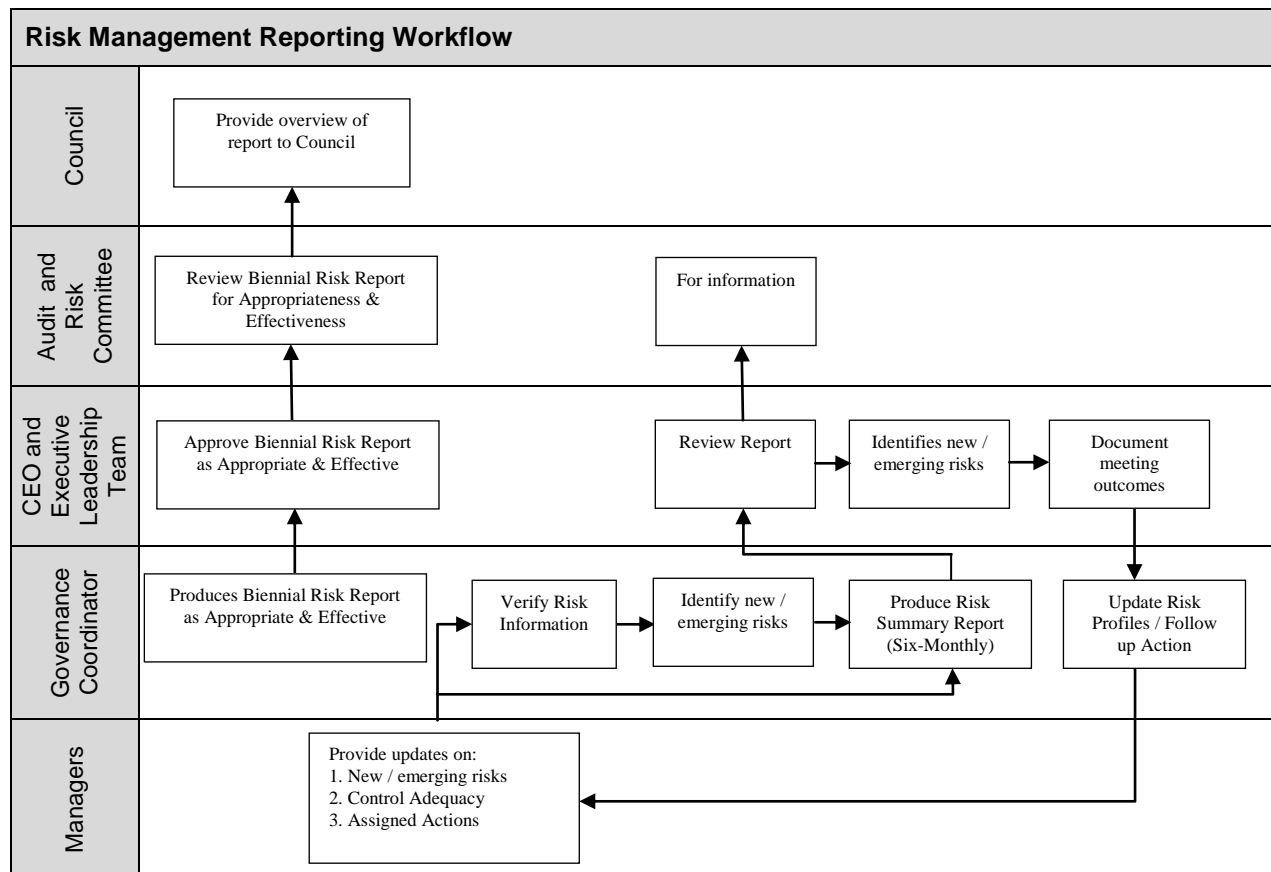 Risk Management Reporting Workflow
Council
Provide overview of
report to Council
Audit and
Risk
Committee
Review Biennial Risk Report
for Appropriateness &
Effectiveness
For information
CEO and
Executive
Leadership
Team
Approve Biennial Risk Report
as Appropriate & Effective
Review Report
Identifies new /
emerging risks
Document
meeting
outcomes
Governance
Coordinator
Produces Biennial Risk Report
as Appropriate & Effective
Verify Risk
Information
Identify new /
emerging risks
Produce Risk
Summary Report
(Six-Monthly)
Update Risk
Profiles / Follow
up Action
Managers
Provide updates on:
1. New / emerging risks
2. Control Adequacy
3. Assigned Actions